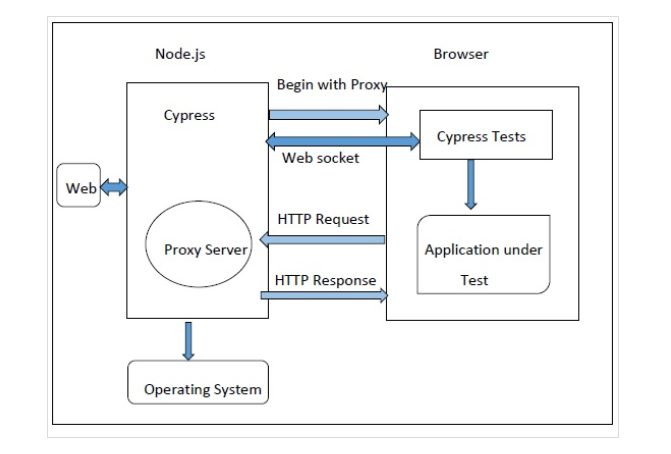 Node.js
Browser
Begin with Proxy
Cypress
Cypress Tests
Web socket
Web
HTTP Request
Proxy Server
Application under
Test
HTTP Response
Operating System